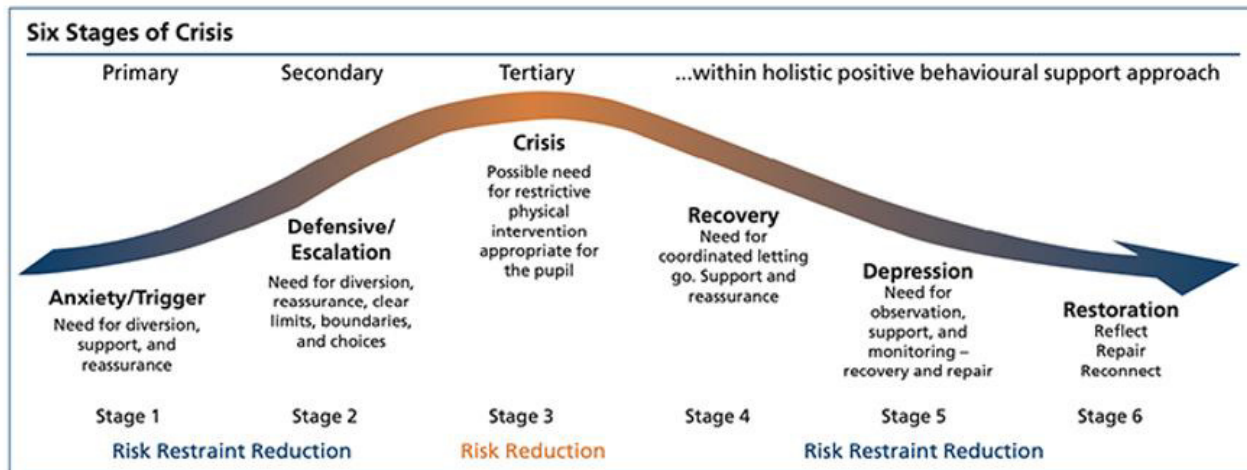 Six Stages of Crisis
Primary
Secondary
Tertiary
...within holistic positive behavioural support approach
Anxiety/Trigger
Need for diversion,
support, and
reassurance
Defensive/
Escalation
Need for diversion,
reassurance, clear
limits, boundaries,
and choices
Crisis
Possible need
for restrictive
physical
intervention
appropriate for
the pupil
Recovery
Need for
coordinated letting
go. Support and
reassurance
Depression
Need for
observation,
support, and
monitoring –
recovery and repair
Restoration
Reflect
Repair
Reconnect
Stage 1
Stage 2
Stage 3
Stage 4
Stage 5
Stage 6
Risk Restraint Reduction
Risk Reduction
Risk Restraint Reduction